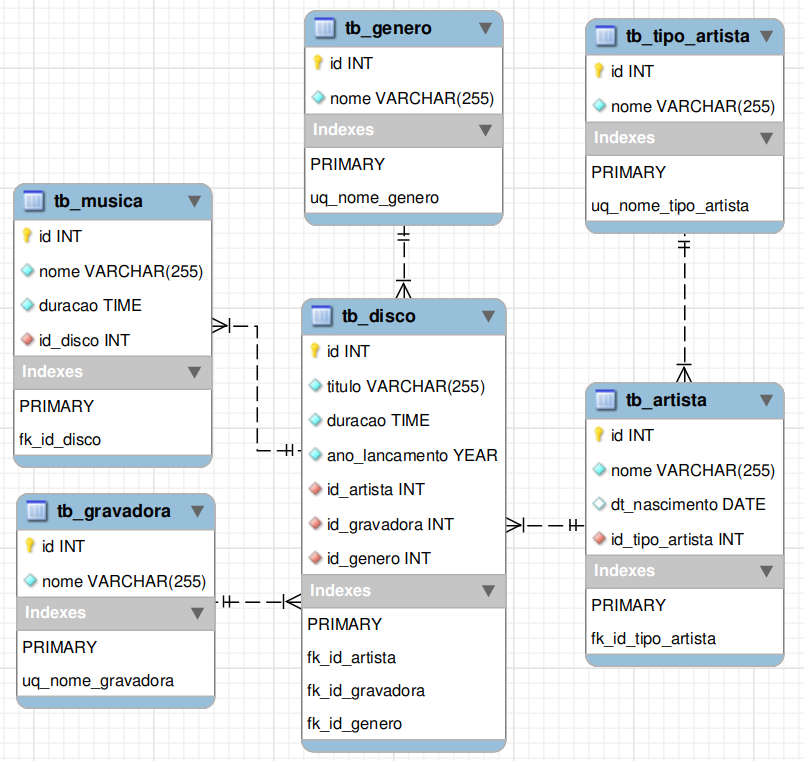 tb_genero
id INT
nome VARCHAR(255)
Indexes
PRIMARY
uq_nome_genero
tb_tipo_artista
id INT
nome VARCHAR(255)
Indexes
PRIMARY
uq_nome_tipo_artista
tb_musica
id INT
nome VARCHAR(255)
duracao TIME
id_disco INT
Indexes
PRIMARY
fk_id_disco
tb_disco
id INT
titulo VARCHAR(255)
duracao TIME
ano_lancamento YEAR
id_artista INT
id_gravadora INT
id_genero INT
Indexes
PRIMARY
fk_id_artista
fk_id_gravadora
fk_id_genero
tb_artista
id INT
nome VARCHAR(255)
dt_nascimento DATE
id_tipo_artista INT
Indexes
PRIMARY
fk_id_tipo_artista
tb_gravadora
id INT
nome VARCHAR(255)
Indexes
PRIMARY
uq_nome_gravadora